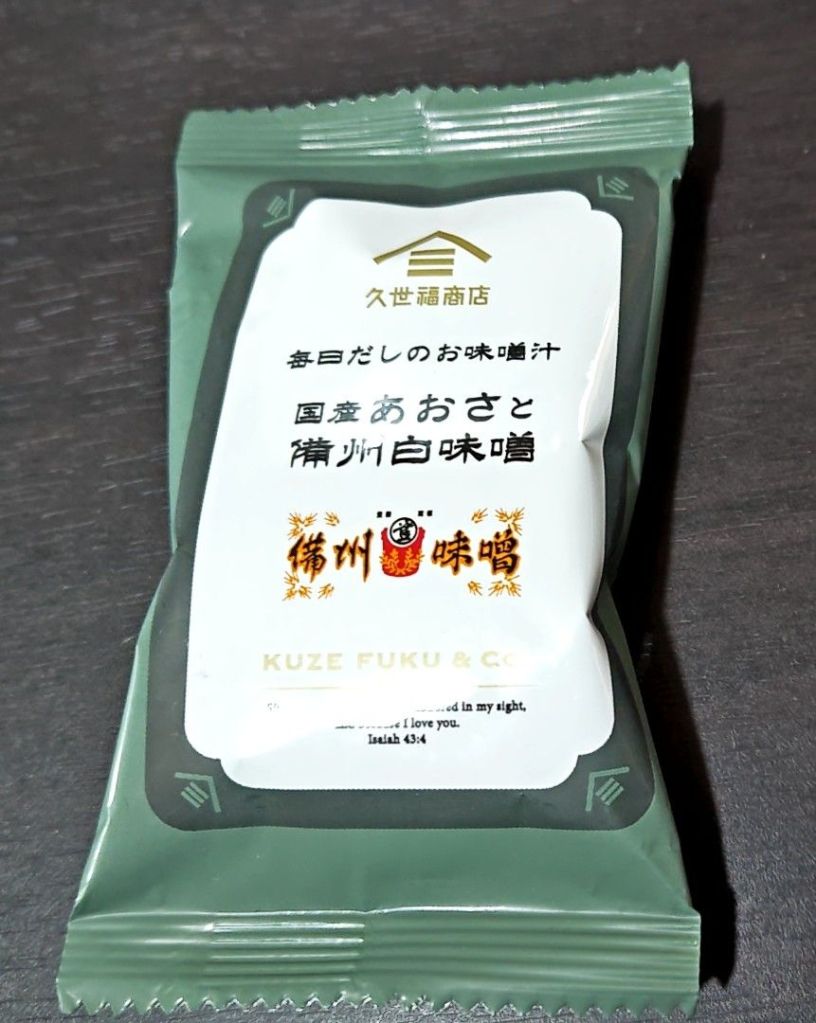 久世福商店
毎日だしのお味噌汁
国産あおさと
備州白味噌
備州味噌
KUZE FUKU &
in my sight,
I love you.
Isaiah 43:4